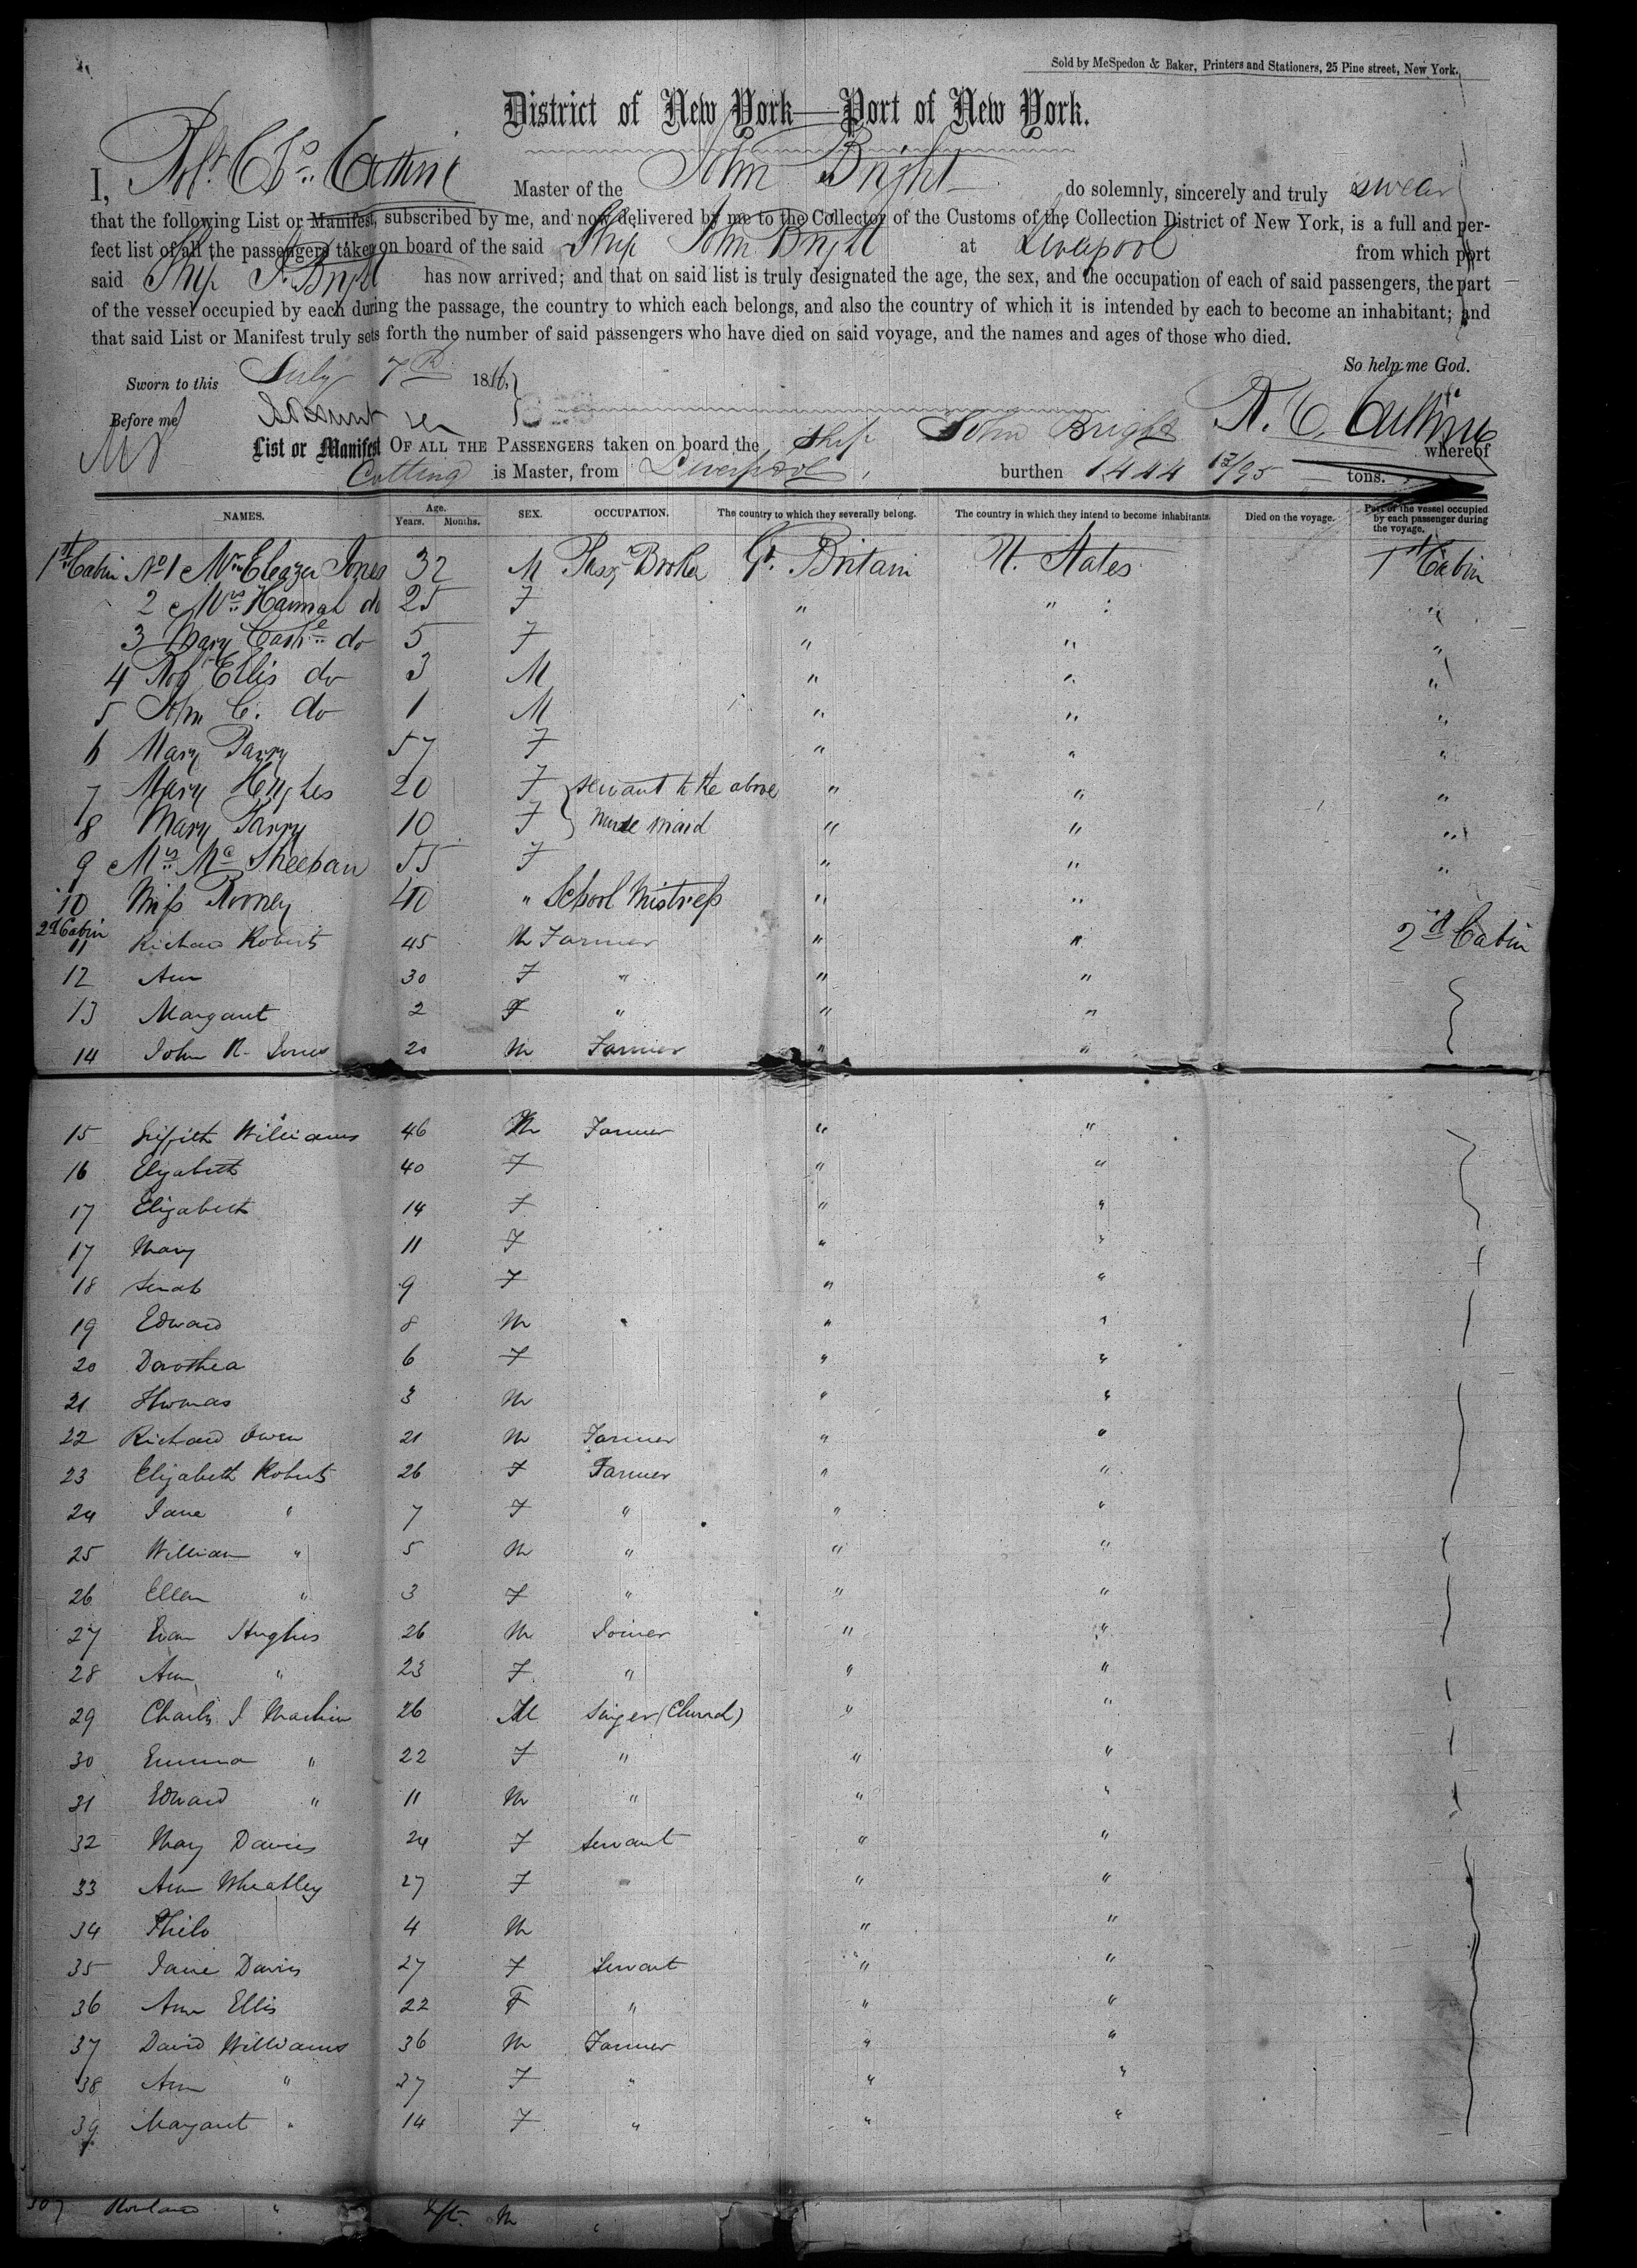 Sold by McSpedon & Baker, Printers and Stationers, 25 Pine street, New York.
District of New York—Port of New York.
I, Robt. C. Cutting Master of the John Bright do solemnly, sincerely and truly swear
that the following List or Manifest, subscribed by me, and now delivered by me to the Collector of the Customs of the Collection District of New York, is a full and per-
fect list of all the passengers taken on board of the said Ship John Bright at Liverpool from which port
said Ship J. Bright has now arrived; and that on said list is truly designated the age, the sex, and the occupation of each of said passengers, the part
of the vessel occupied by each during the passage, the country to which each belongs, and also the country of which it is intended by each to become an inhabitant; and
that said List or Manifest truly sets forth the number of said passengers who have died on said voyage, and the names and ages of those who died.
So help me God.
Sworn to this July 7th 185
Before me
R. C. Cutting
List or Manifest OF ALL THE PASSENGERS taken on board the Ship John Bright whereof
Cutting is Master, from Liverpool, burthen 1444 13/95 tons.
NAMES. Age. Years. Months. SEX. OCCUPATION. The country to which they severally belong. The country in which they intend to become inhabitants. Died on the voyage. Part of the vessel occupied by each passenger during the voyage.
1st Cabin No 1 Mr. Eleazer Jones 32 M Passr. Broker Gt. Britain U. States 1st Cabin
2 Mrs. Hannah do 25 F " " "
3 Mary Cathe. do 5 F " " "
4 Robt Ellis do 3 M " " "
5 John C. do 1 M " " "
6 Mary Parry 57 F " " "
7 Mary Hughes 20 F servant to the above " " "
8 Mary Parry 10 F Nurse Maid " " "
9 Mrs. Mc Sheehan 55 F " " "
10 Miss Rooney 40 " School Mistress " "
2d Cabin
11 Richard Roberts 45 M Farmer " " 2nd Cabin
12 Ann 30 F " " "
13 Margaret 2 F " " "
14 John R. Jones 20 M Farmer " "
15 Griffith Williams 46 M Farmer " "
16 Elizabeth 40 F " "
17 Elizabeth 14 F " "
17 Mary 11 F " "
18 Sarah 9 F " "
19 Edward 8 M " "
20 Dorothea 6 F " "
21 Thomas 3 M " "
22 Richard Owen 21 M Farmer " "
23 Elizabeth Roberts 26 F Farmer " "
24 Jane " 7 F " " "
25 William " 5 M " " "
26 Ellen " 3 F " " "
27 Evan Hughes 26 M Joiner " "
28 Ann " 23 F " " "
29 Charles J Machin 26 M Singer (Church) " "
30 Emma " 22 F " " "
31 Edward " 11 M " " "
32 Mary Davies 24 F Servant " "
33 Ann Wheatley 27 F " "
34 Philo 4 M " "
35 Jane Davies 27 F Servant " "
36 Ann Ellis 22 F " " "
37 David Williams 36 M Farmer " "
38 Ann " 37 F " " "
39 Margaret " 14 F " " "
Rowland " Inft. M "